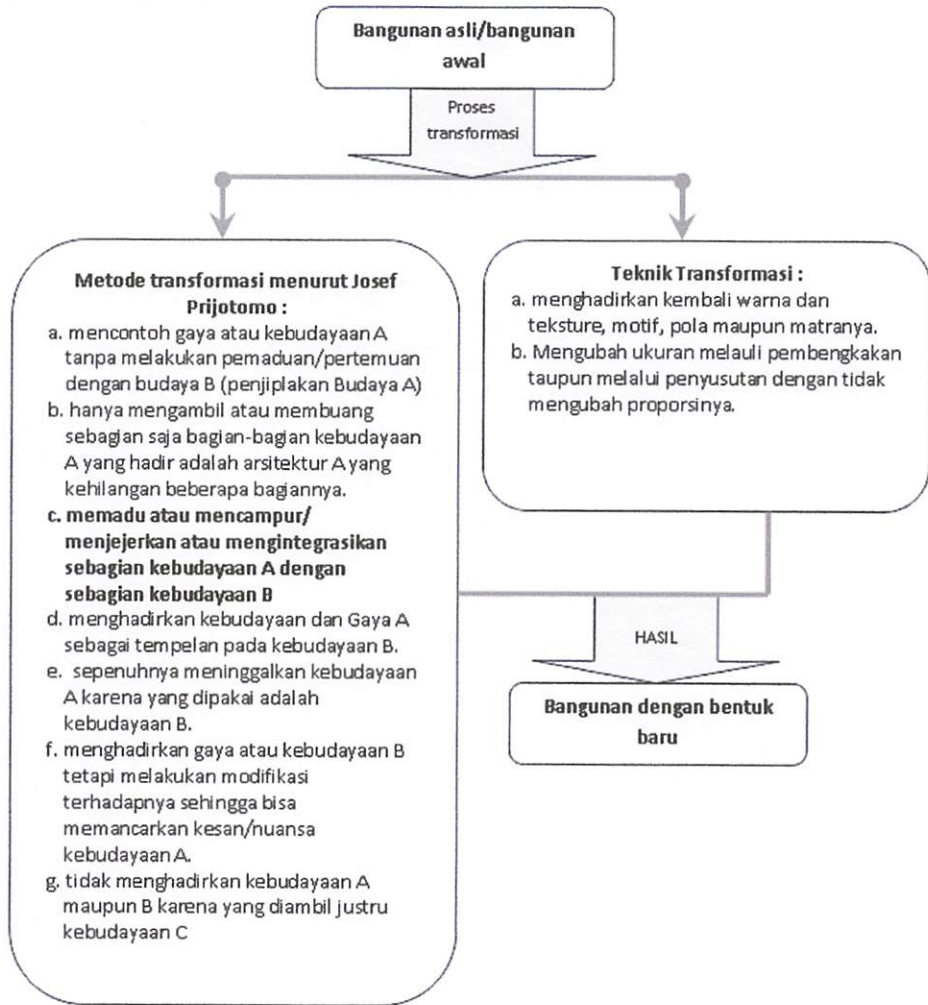 Bangunan asli/bangunan
awal
Proses
transformasi
Metode transformasi menurut Josef
Prijotomo :
a. mencontoh gaya atau kebudayaan A
tanpa melakukan pemaduan/pertemuan
dengan budaya B (penjiplakan Budaya A)
b. hanya mengambil atau membuang
sebagian saja bagian-bagian kebudayaan
A yang hadir adalah arsitektur A yang
kehilangan beberapa bagiannya.
c. memadu atau mencampur/
menjejerkan atau mengintegrasikan
sebagian kebudayaan A dengan
sebagian kebudayaan B
d. menghadirkan kebudayaan dan Gaya A
sebagai tempelan pada kebudayaan B.
e. sepenuhnya meninggalkan kebudayaan
A karena yang dipakai adalah
kebudayaan B.
f. menghadirkan gaya atau kebudayaan B
tetapi melakukan modifikasi
terhadapnya sehingga bisa
memancarkan kesan/nuansa
kebudayaan A.
g. tidak menghadirkan kebudayaan A
maupun B karena yang diambil justru
kebudayaan C
Teknik Transformasi :
a. menghadirkan kembali warna dan
teksture, motif, pola maupun matranya.
b. Mengubah ukuran melauli pembengkakan
taupun melalui penyusutan dengan tidak
mengubah proporsinya.
HASIL
Bangunan dengan bentuk
baru